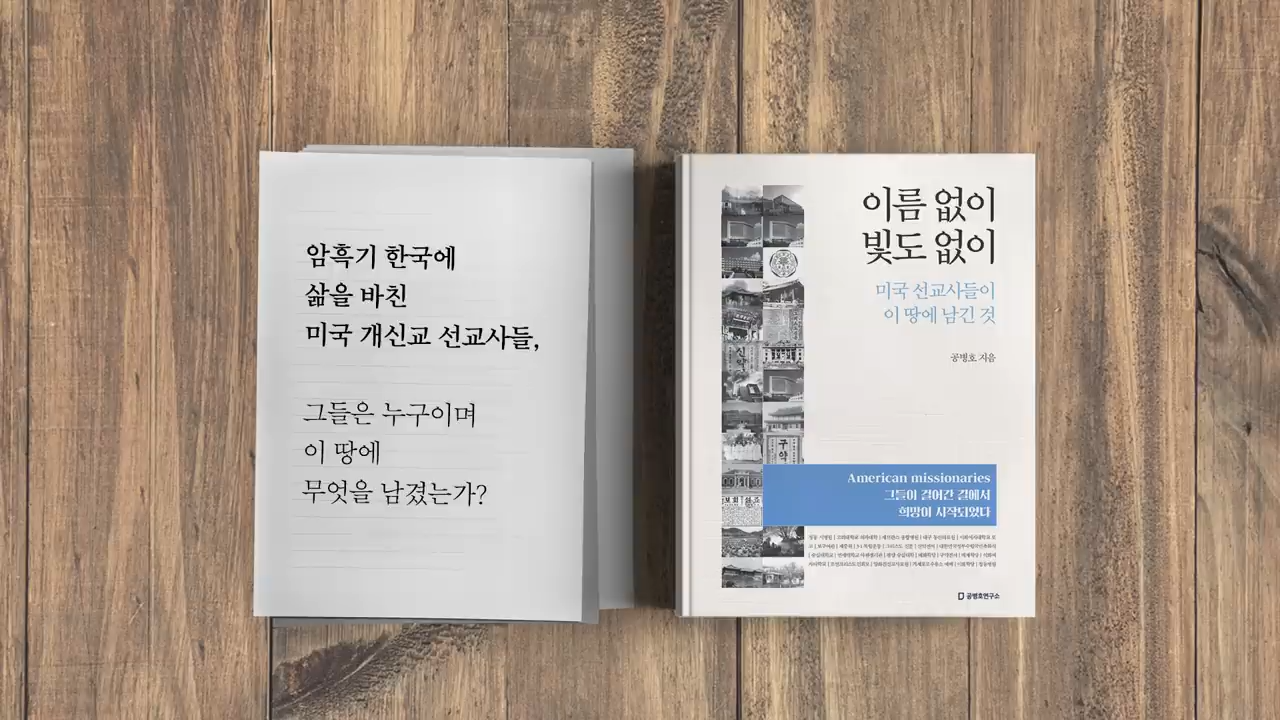 암흑기 한국에
삶을 바친
미국 개신교 선교사들,
그들은 누구이며
이 땅에
무엇을 남겼는가?
이름 없이
빛도 없이
미국 선교사들이
이 땅에 남긴 것
공병호 지음
구약
American missionaries
그들이 걸어간 길에서
희망이 시작되었다
공병호연구소